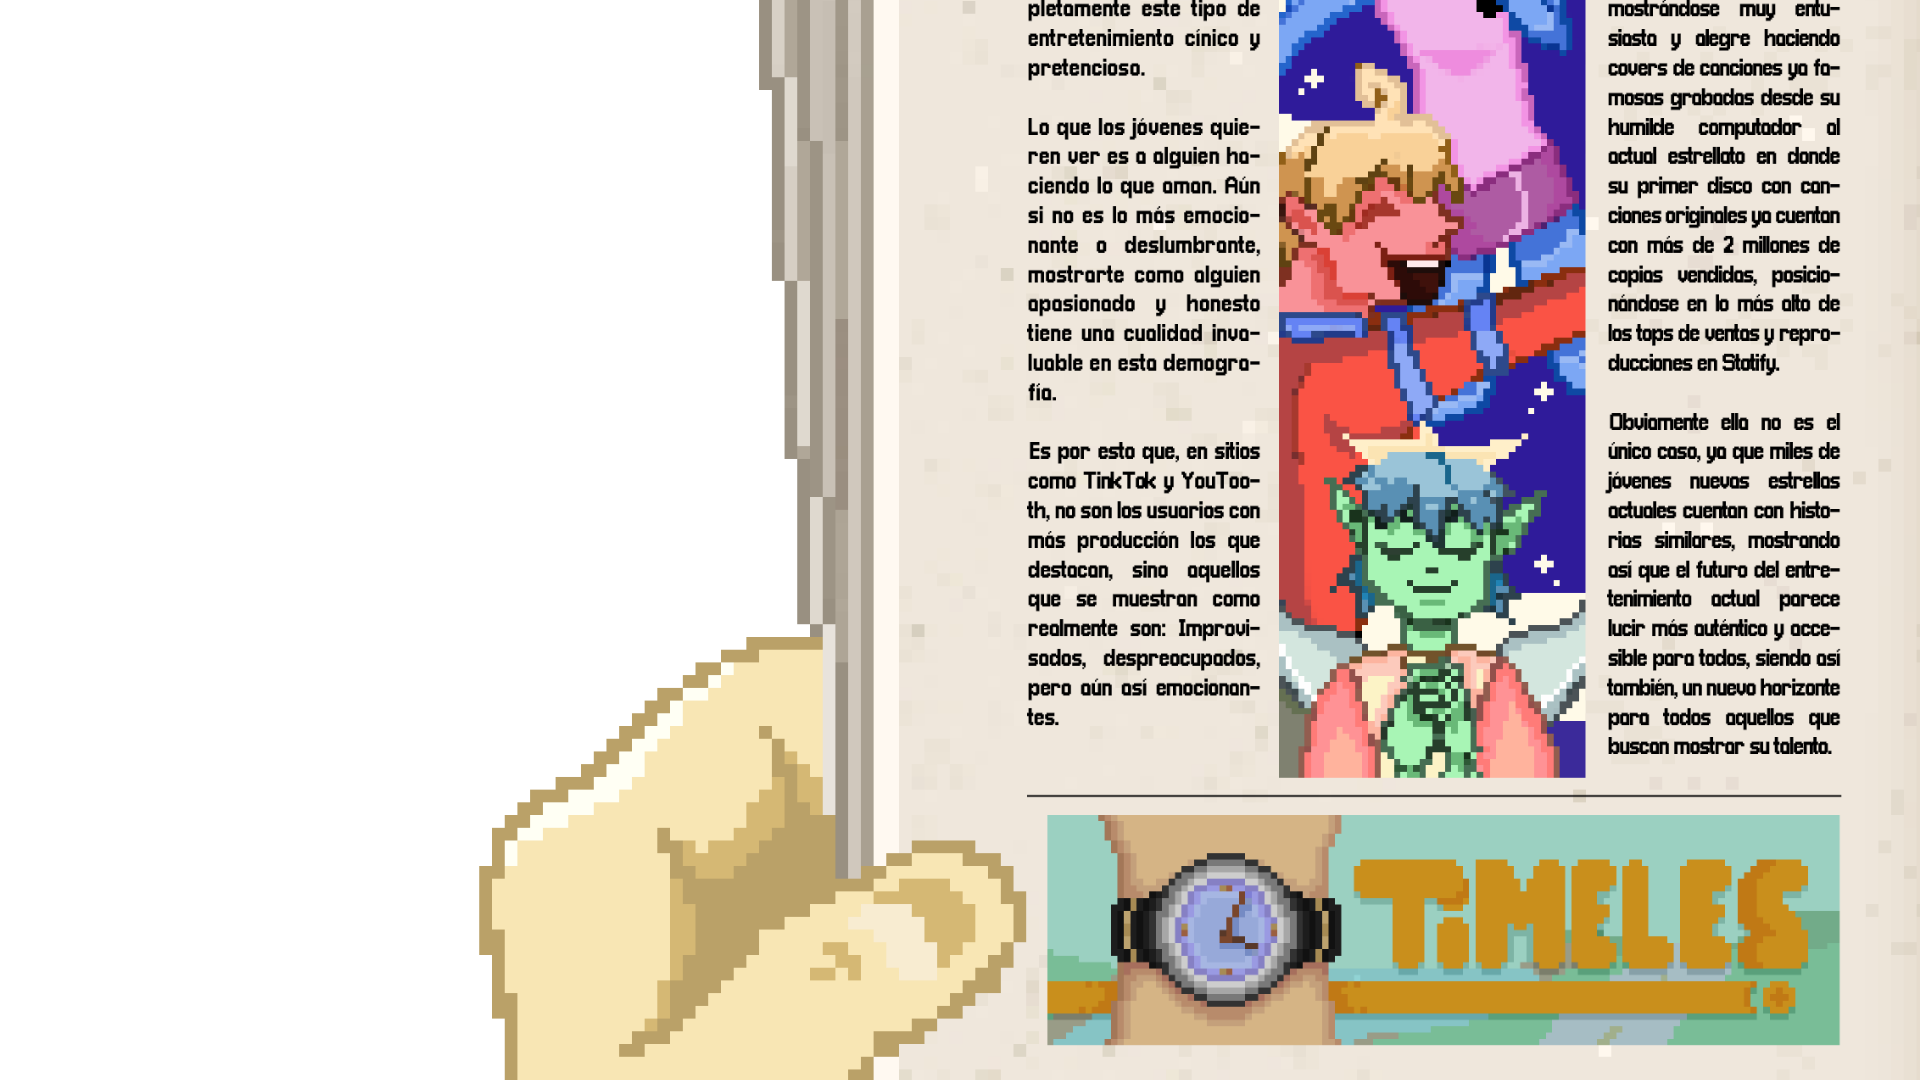 pletamente este tipo de
entretenimiento cínico y
pretencioso.
Lo que los jóvenes quie-
ren ver es a alguien ha-
ciendo lo que aman. Aún
si no es lo más emocio-
nante o deslumbrante,
mostrarte como alguien
apasionado y honesto
tiene una cualidad inva-
luable en esta demogra-
fía.
Es por esto que, en sitios
como TinkTok y YouToo-
th, no son los usuarios con
más producción los que
destacan, sino aquellos
que se muestran como
realmente son: Improvi-
sados, despreocupados,
pero aún así emocionan-
tes.
mostrándose muy entu-
siasta y alegre haciendo
covers de canciones ya fa-
mosas grabadas desde su
humilde computador al
actual estrellato en donde
su primer disco con can-
ciones originales ya cuentan
con más de 2 millones de
copias vendidas, posicio-
nándose en lo más alto de
los tops de ventas y repro-
ducciones en Statify.
Obviamente ella no es el
único caso, ya que miles de
jóvenes nuevas estrellas
actuales cuentan con histo-
rias similares, mostrando
así que el futuro del entre-
tenimiento actual parece
lucir más auténtico y acce-
sible para todos, siendo así
también, un nuevo horizonte
para todos aquellos que
buscan mostrar su talento.
TiMELES